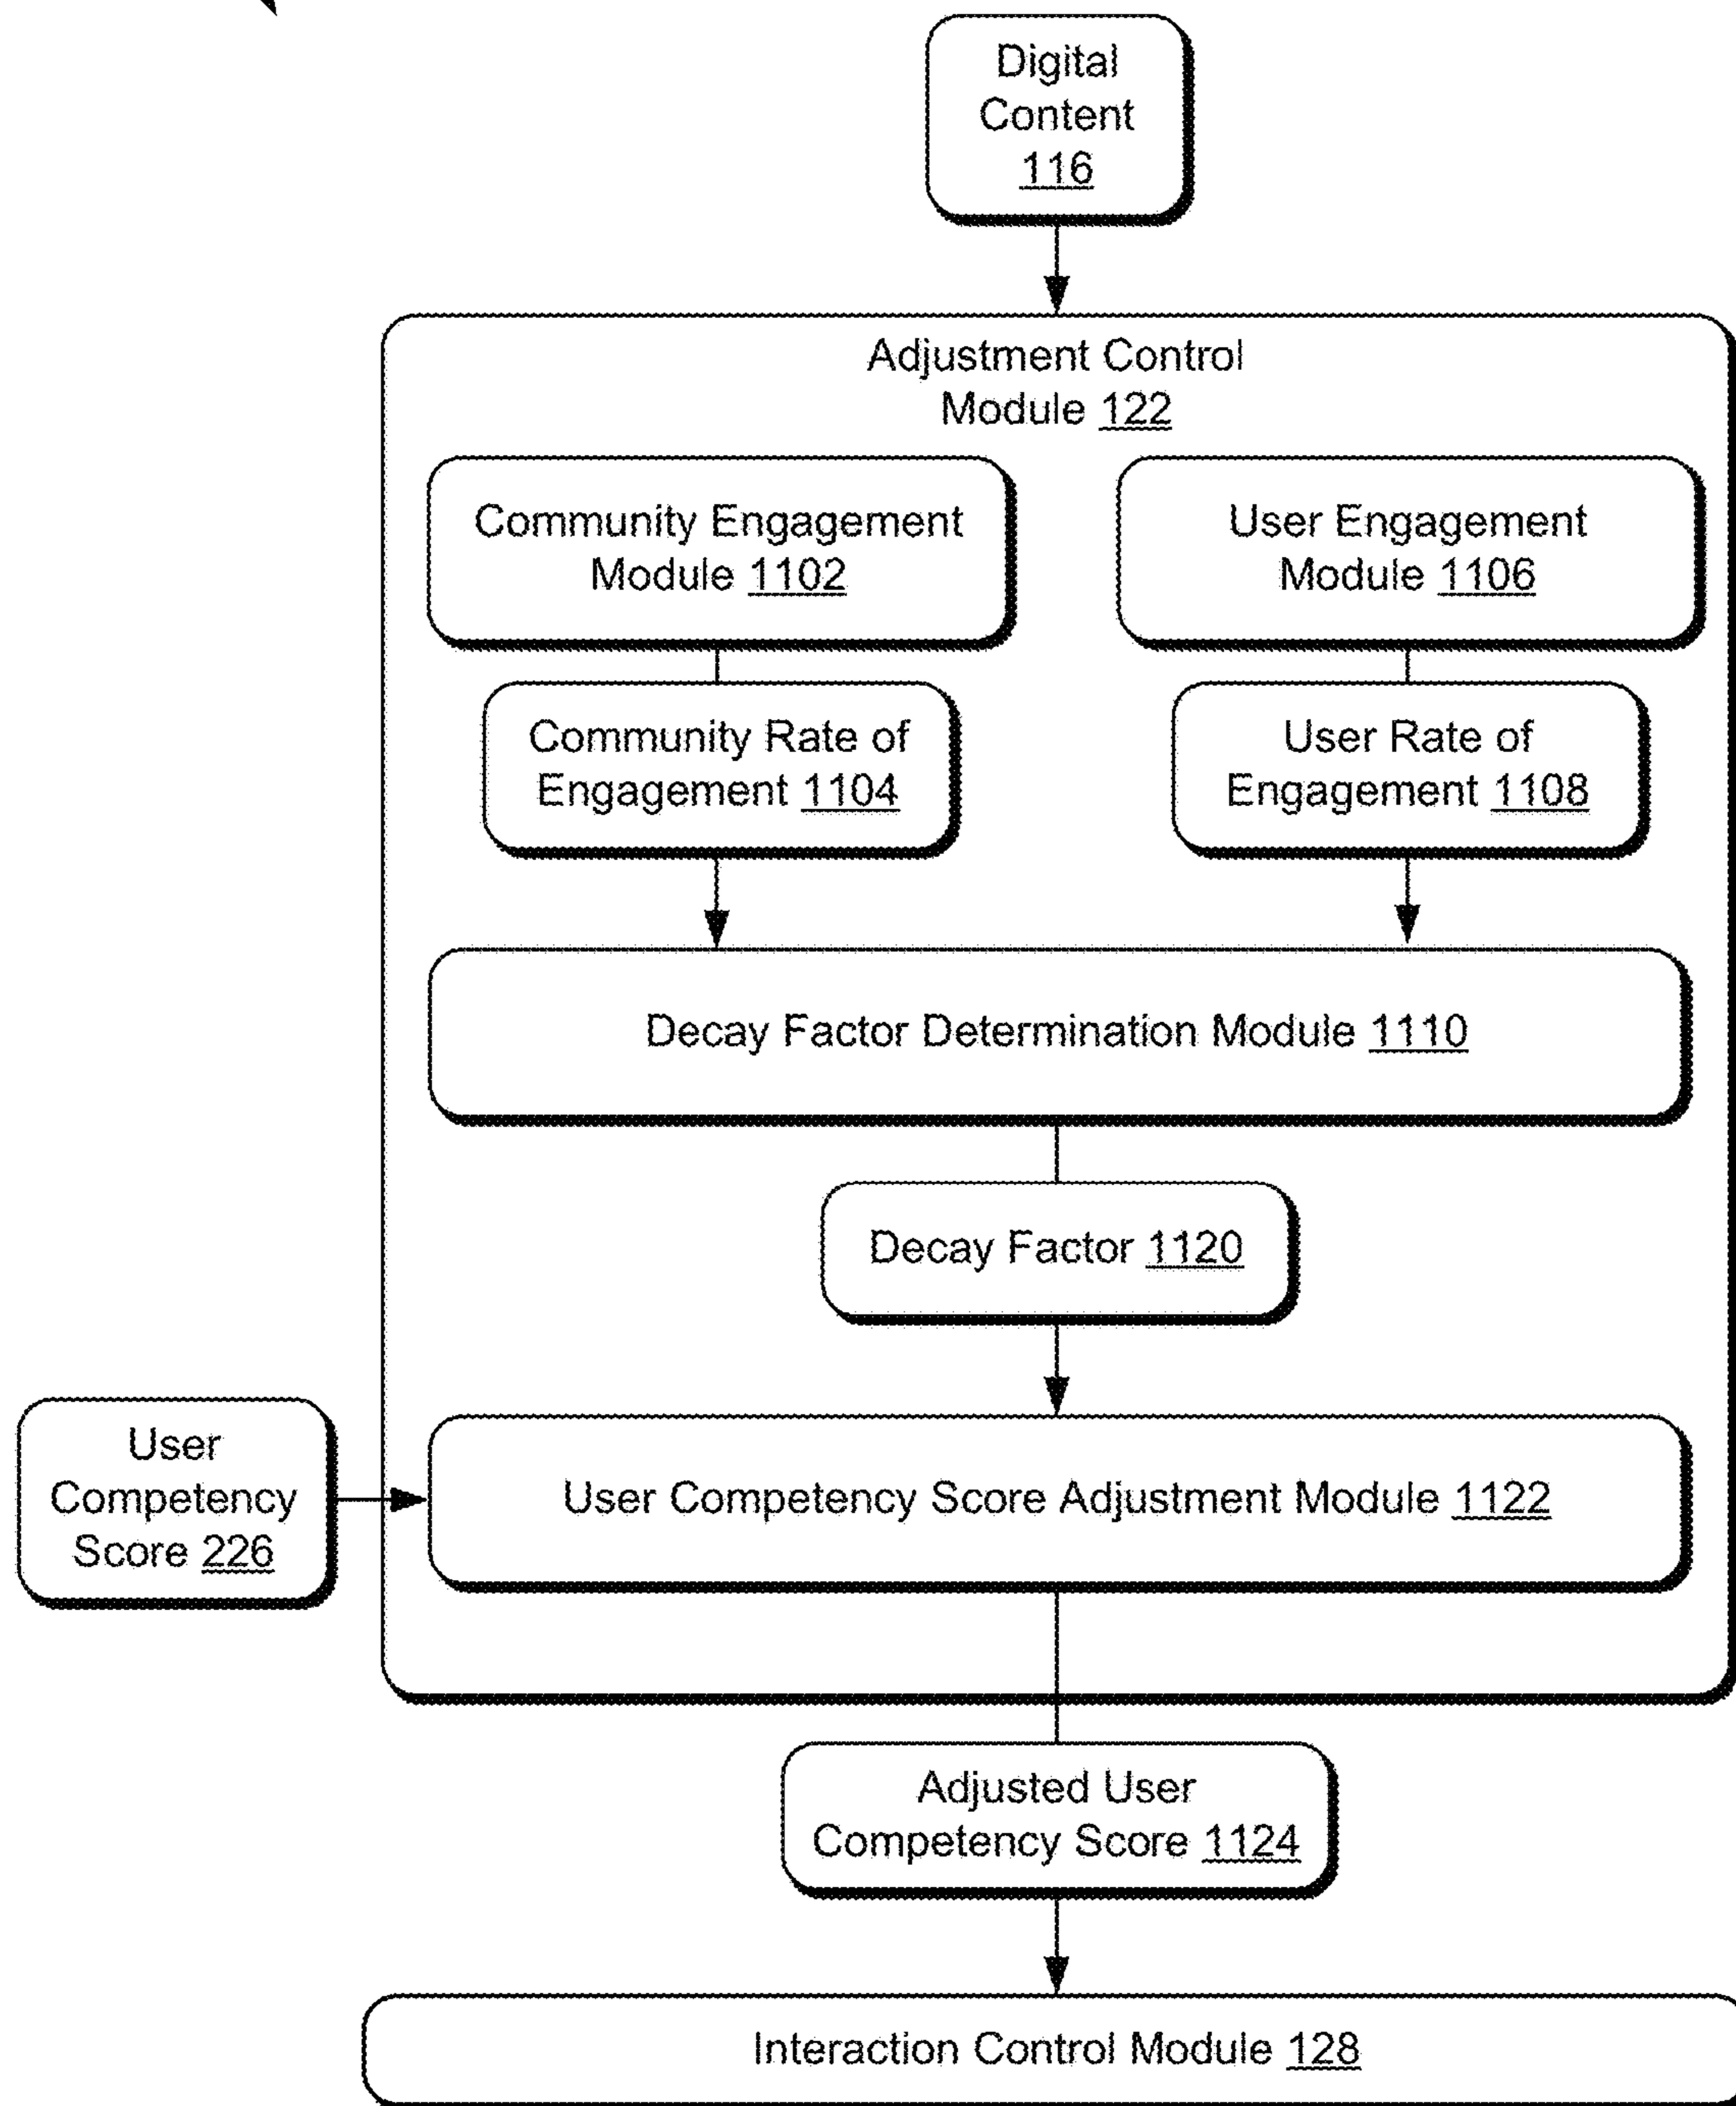 Digital
Content
116
Adjustment Control
Module 122
Community Engagement
Module 1102
User Engagement
Module 1106
Community Rate of
Engagement 1104
User Rate of
Engagement 1108
Decay Factor Determination Module 1110
Decay Factor 1120
User
Competency
Score 226
User Competency Score Adjustment Module 1122
Adjusted User
Competency Score 1124
Interaction Control Module 128